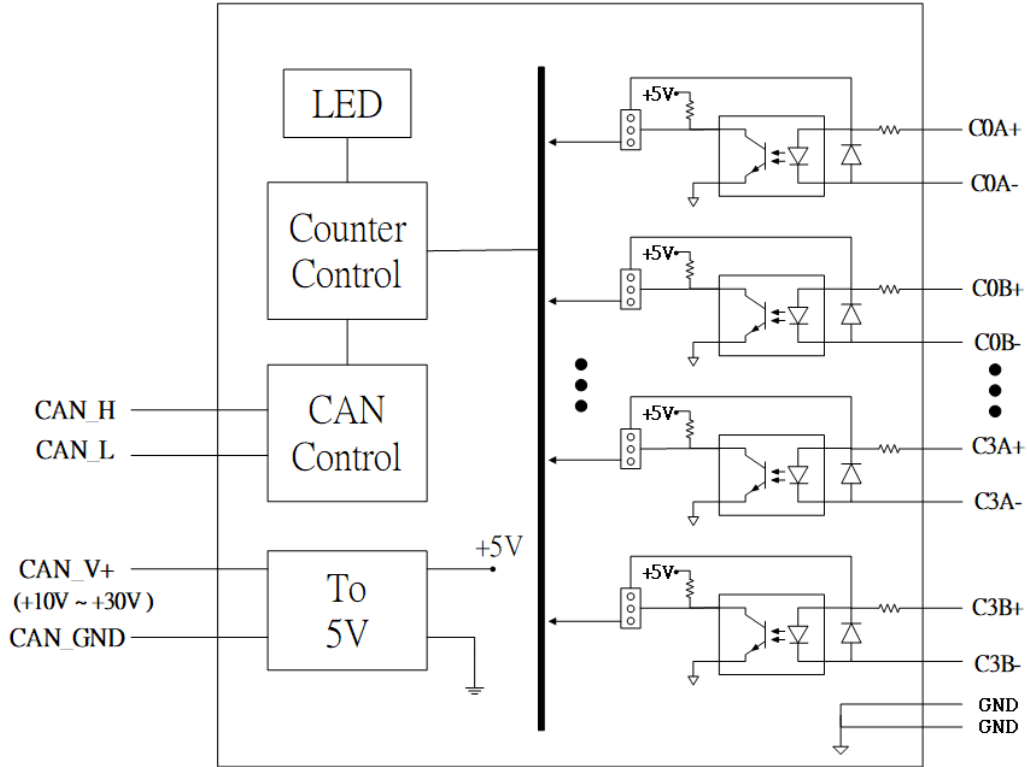 LED
Counter
Control
CAN
Control
CAN_H
CAN_L
CAN_V+
(+10V ~ +30V )
CAN_GND
To
5V
+5V
+5V
C0A+
C0A-
+5V
C0B+
C0B-
+5V
C3A+
C3A-
+5V
C3B+
C3B-
GND
GND